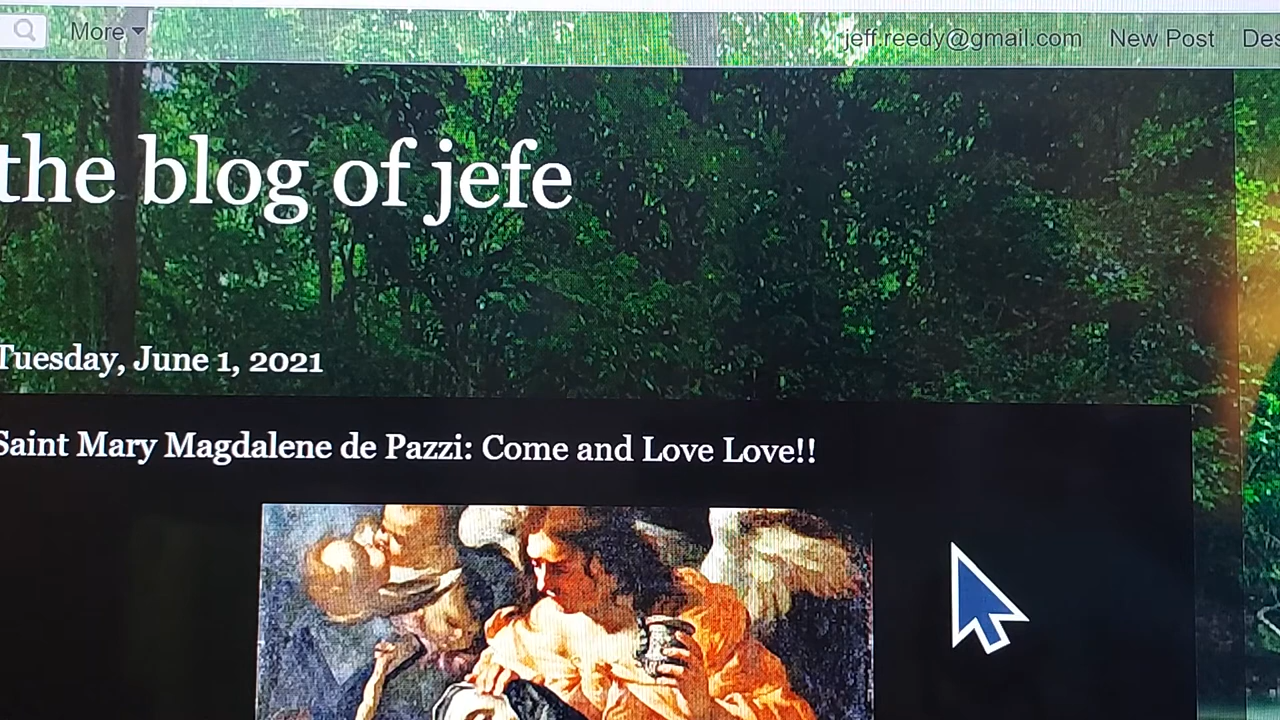 More
jeff.reedy@gmail.com New Post Des
the blog of jefe
Tuesday, June 1, 2021
Saint Mary Magdalene de Pazzi: Come and Love Love!!